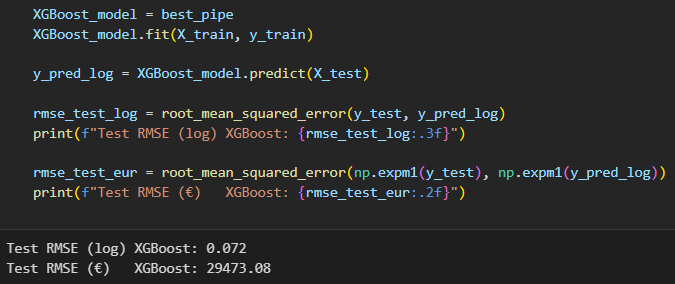 XGBoost_model = best_pipe
XGBoost_model.fit(X_train, y_train)
y_pred_log = XGBoost_model.predict(X_test)
rmse_test_log = root_mean_squared_error(y_test, y_pred_log)
print(f"Test RMSE (log) XGBoost: {rmse_test_log:.3f}")
rmse_test_eur = root_mean_squared_error(np.expm1(y_test), np.expm1(y_pred_log))
print(f"Test RMSE (€)   XGBoost: {rmse_test_eur:.2f}")
Test RMSE (log) XGBoost: 0.072
Test RMSE (€)   XGBoost: 29473.08